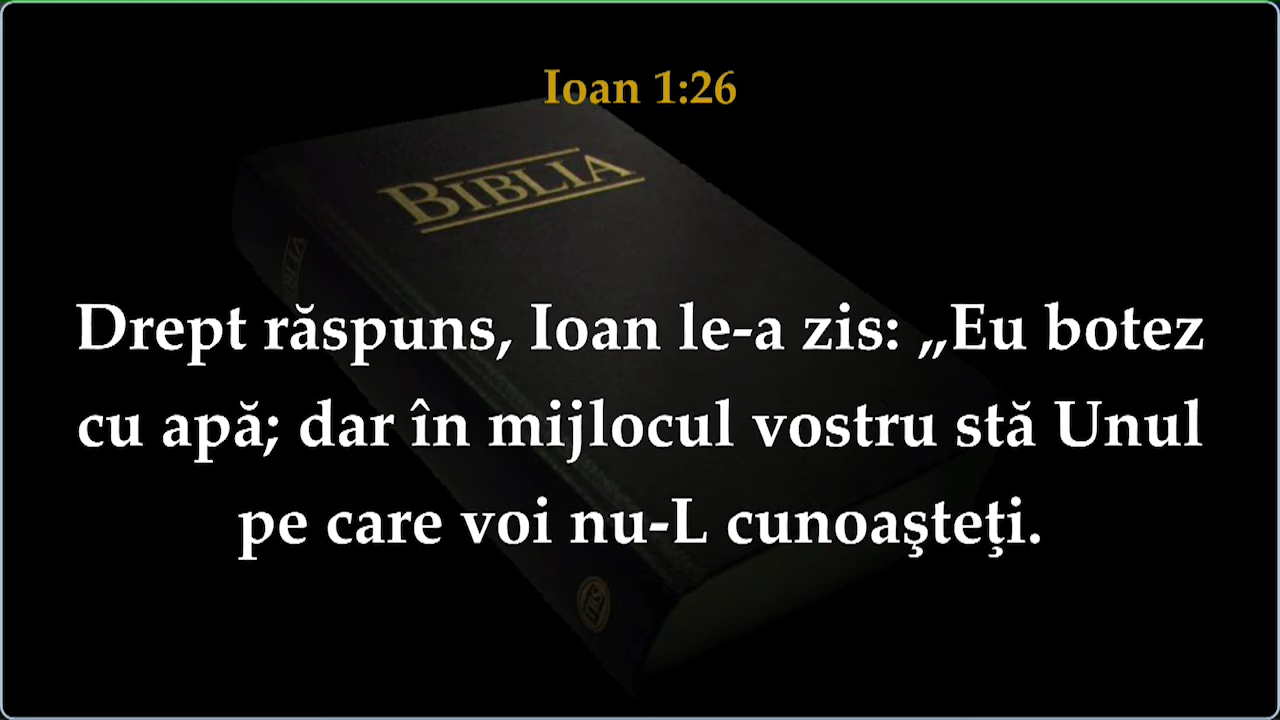 Ioan 1:26
BIBLIA
Drept răspuns, Ioan le-a zis: „Eu botez
cu apă; dar în mijlocul vostru stă Unul
pe care voi nu-L cunoaşteţi.